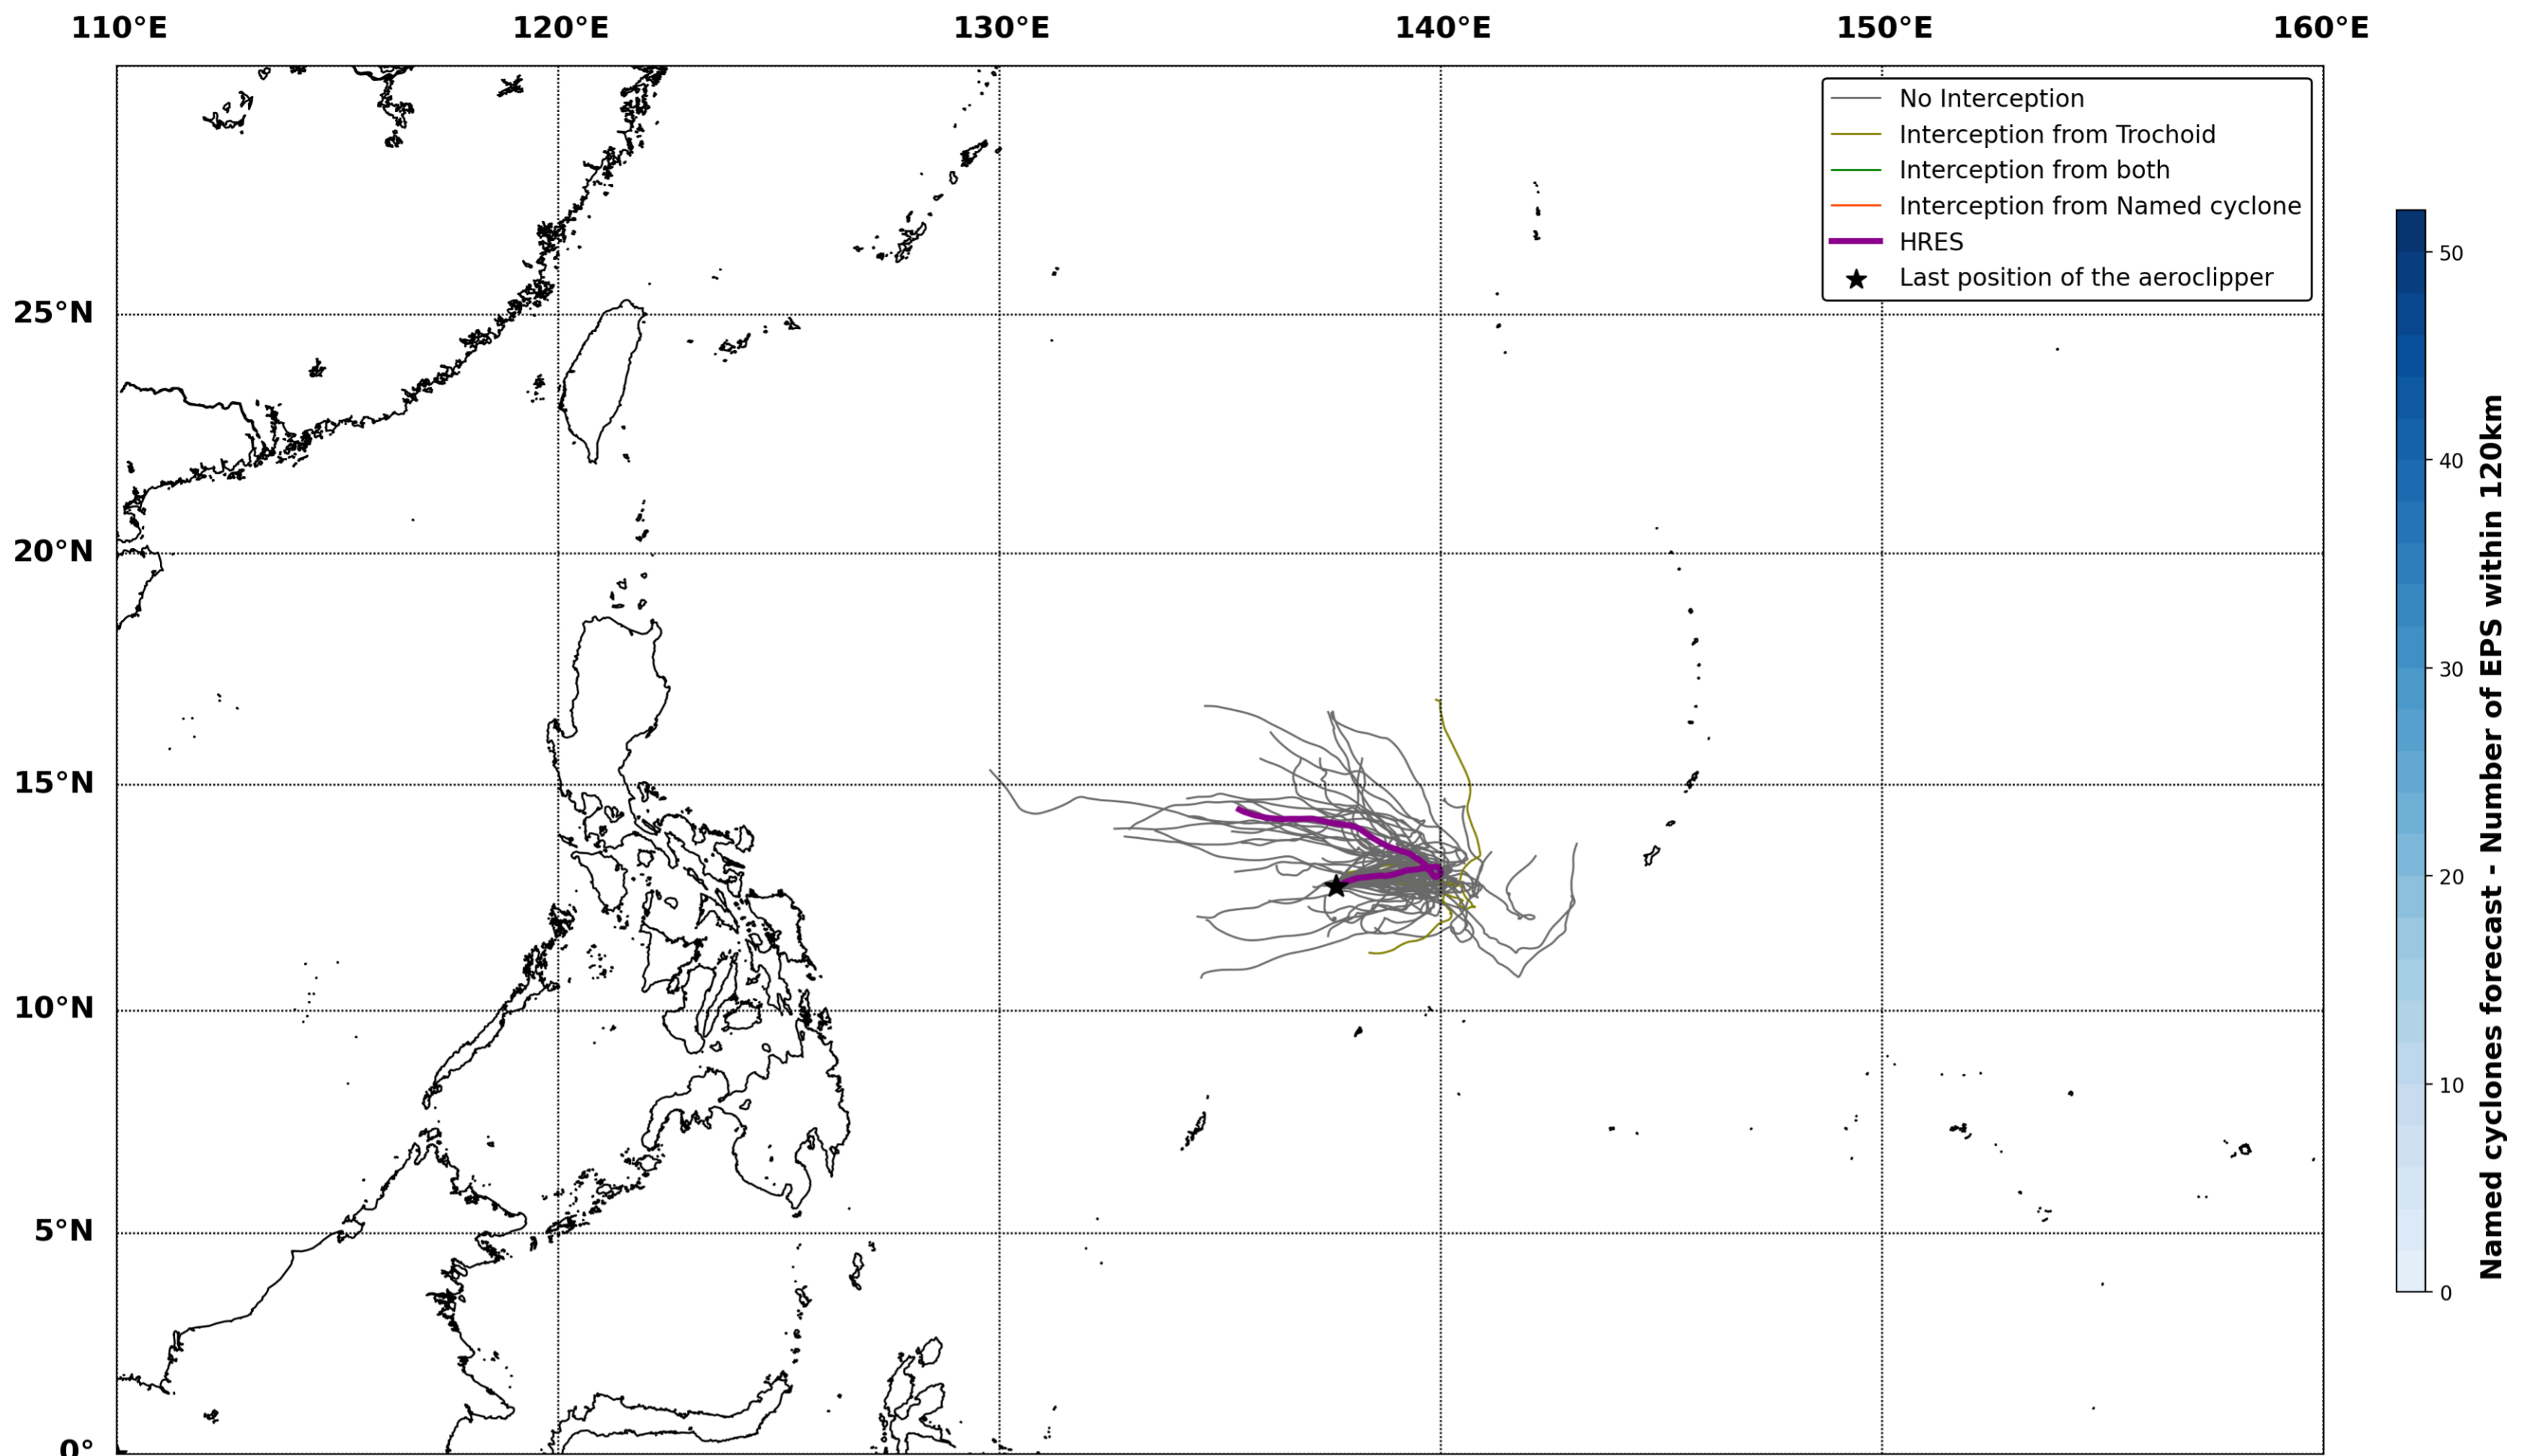 110°E 120°E 130°E 140°E 150°E 160°E
No Interception
Interception from Trochoid
Interception from both
Interception from Named cyclone
HRES
Last position of the aeroclipper
25°N
20°N
15°N
10°N
5°N
0°
50
40
30
20
10
0
Named cyclones forecast - Number of EPS within 120km